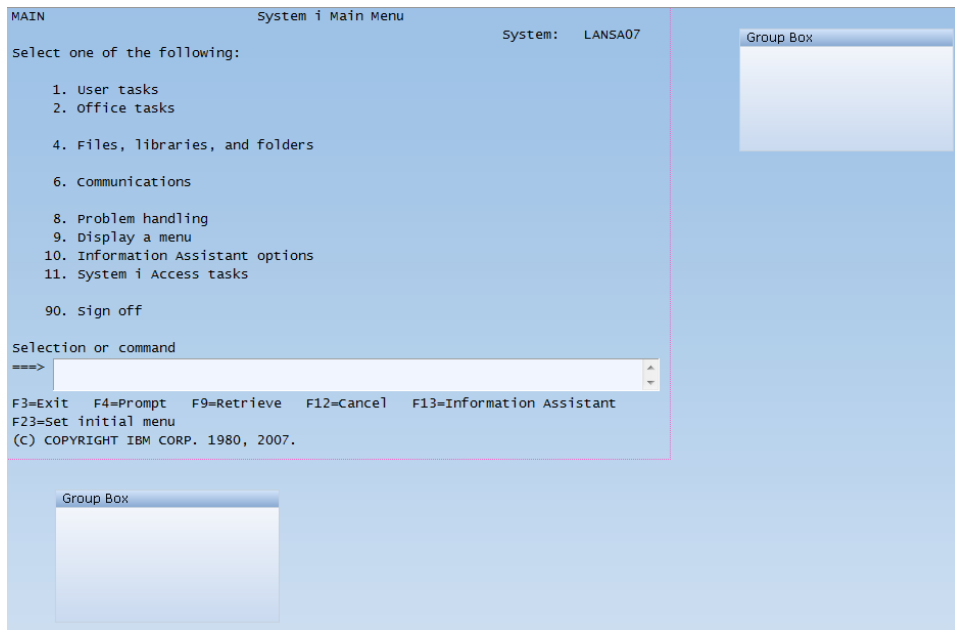 MAIN System i Main Menu
System: LANSA07
Group Box
Select one of the following:
1. User tasks
2. Office tasks
4. Files, libraries, and folders
6. Communications
8. Problem handling
9. Display a menu
10. Information Assistant options
11. System i Access tasks
90. Sign off
Selection or command
===>
F3=Exit F4=Prompt F9=Retrieve F12=Cancel F13=Information Assistant
F23=Set initial menu
(C) COPYRIGHT IBM CORP. 1980, 2007.
Group Box